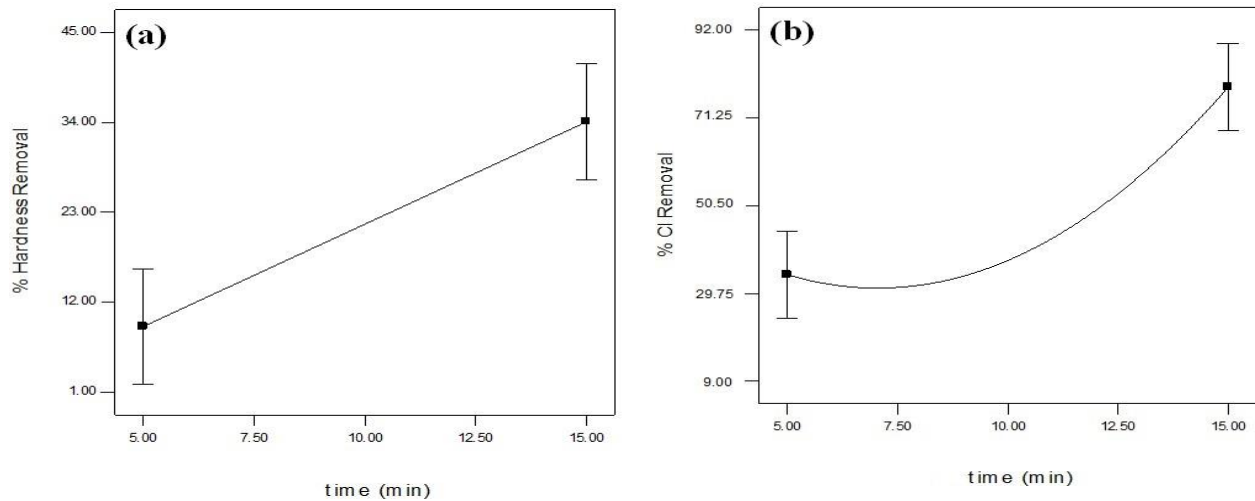 (a)
45.00
34.00
23.00
12.00
1.00
% Hardness Removal
5.00 7.50 10.00 12.50 15.00
time (min)
(b)
92.00
71.25
50.50
29.75
9.00
% Cl Removal
5.00 7.50 10.00 12.50 15.00
time (min)